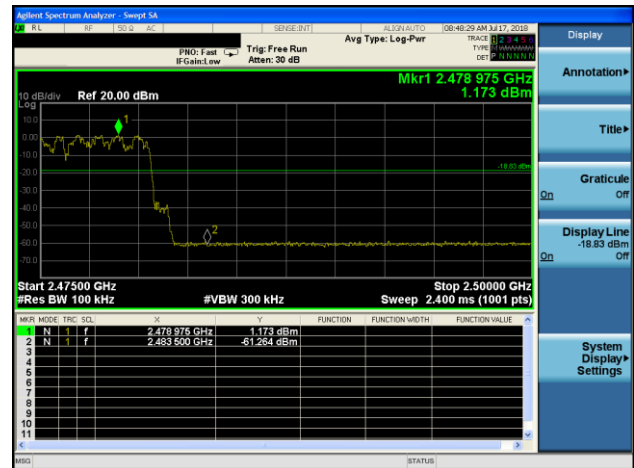 Agilent Spectrum Analyzer - Swept SA
RL RF 50 Ω AC SENSE:INT ALIGN AUTO 08:48:29 AM Jul 17, 2018
Avg Type: Log-Pwr TRACE 1 2 3 4 5 6
PNO: Fast Trig: Free Run TYPE M WWWWW
IFGain:Low Atten: 30 dB DET P N N N N N
Mkr1 2.478 975 GHz
1.173 dBm
10 dB/div Ref 20.00 dBm
Log
1
10.0
0.00
-10.0
-18.83 dBm
-20.0
-30.0
-40.0
-50.0
2
-60.0
-70.0
Start 2.47500 GHz Stop 2.50000 GHz
#Res BW 100 kHz #VBW 300 kHz Sweep 2.400 ms (1001 pts)
MKR MODE TRC SCL X Y FUNCTION FUNCTION WIDTH FUNCTION VALUE
1 N 1 f 2.478 975 GHz 1.173 dBm
2 N 1 f 2.483 500 GHz -61.264 dBm
3
4
5
6
7
8
9
10
11
MSG STATUS
Display
Annotation
Title
Graticule
On Off
Display Line
-18.83 dBm
On Off
System
Display
Settings